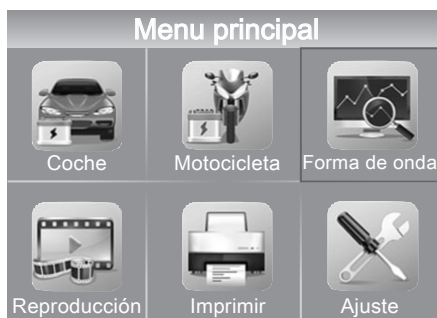 Menu principal
Coche Motocicleta Forma de onda
Reproducción Imprimir Ajuste